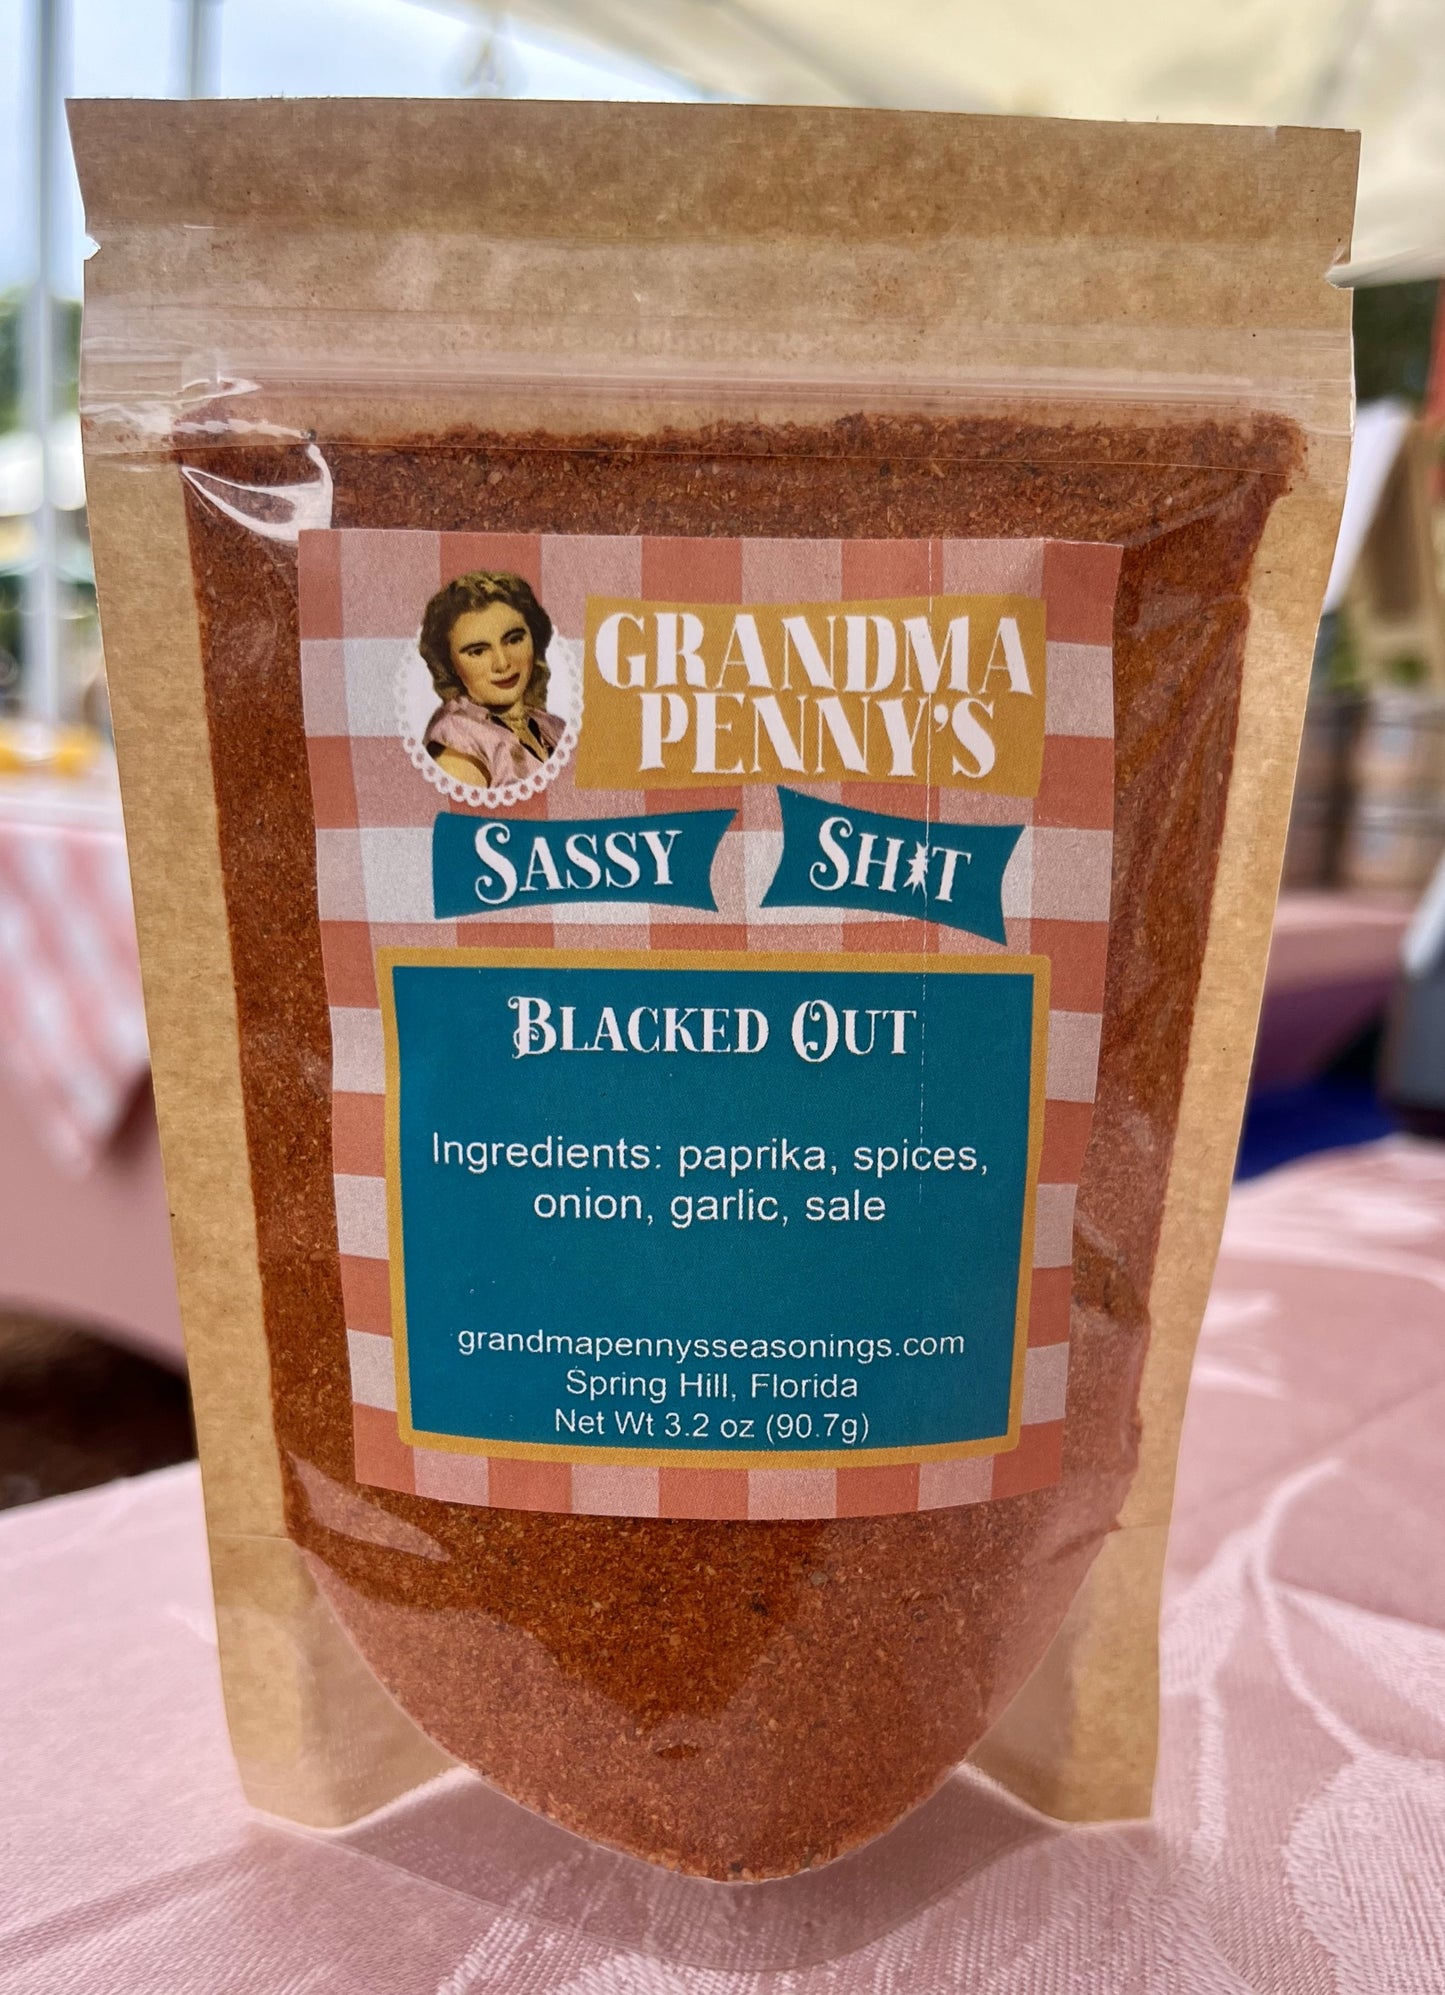 GRANDMA
PENNY'S
SASSY SH*T
BLACKED OUT
Ingredients: paprika, spices,
onion, garlic, sale
grandmapennysseasonings.com
Spring Hill, Florida
Net Wt 3.2 oz (90.7g)